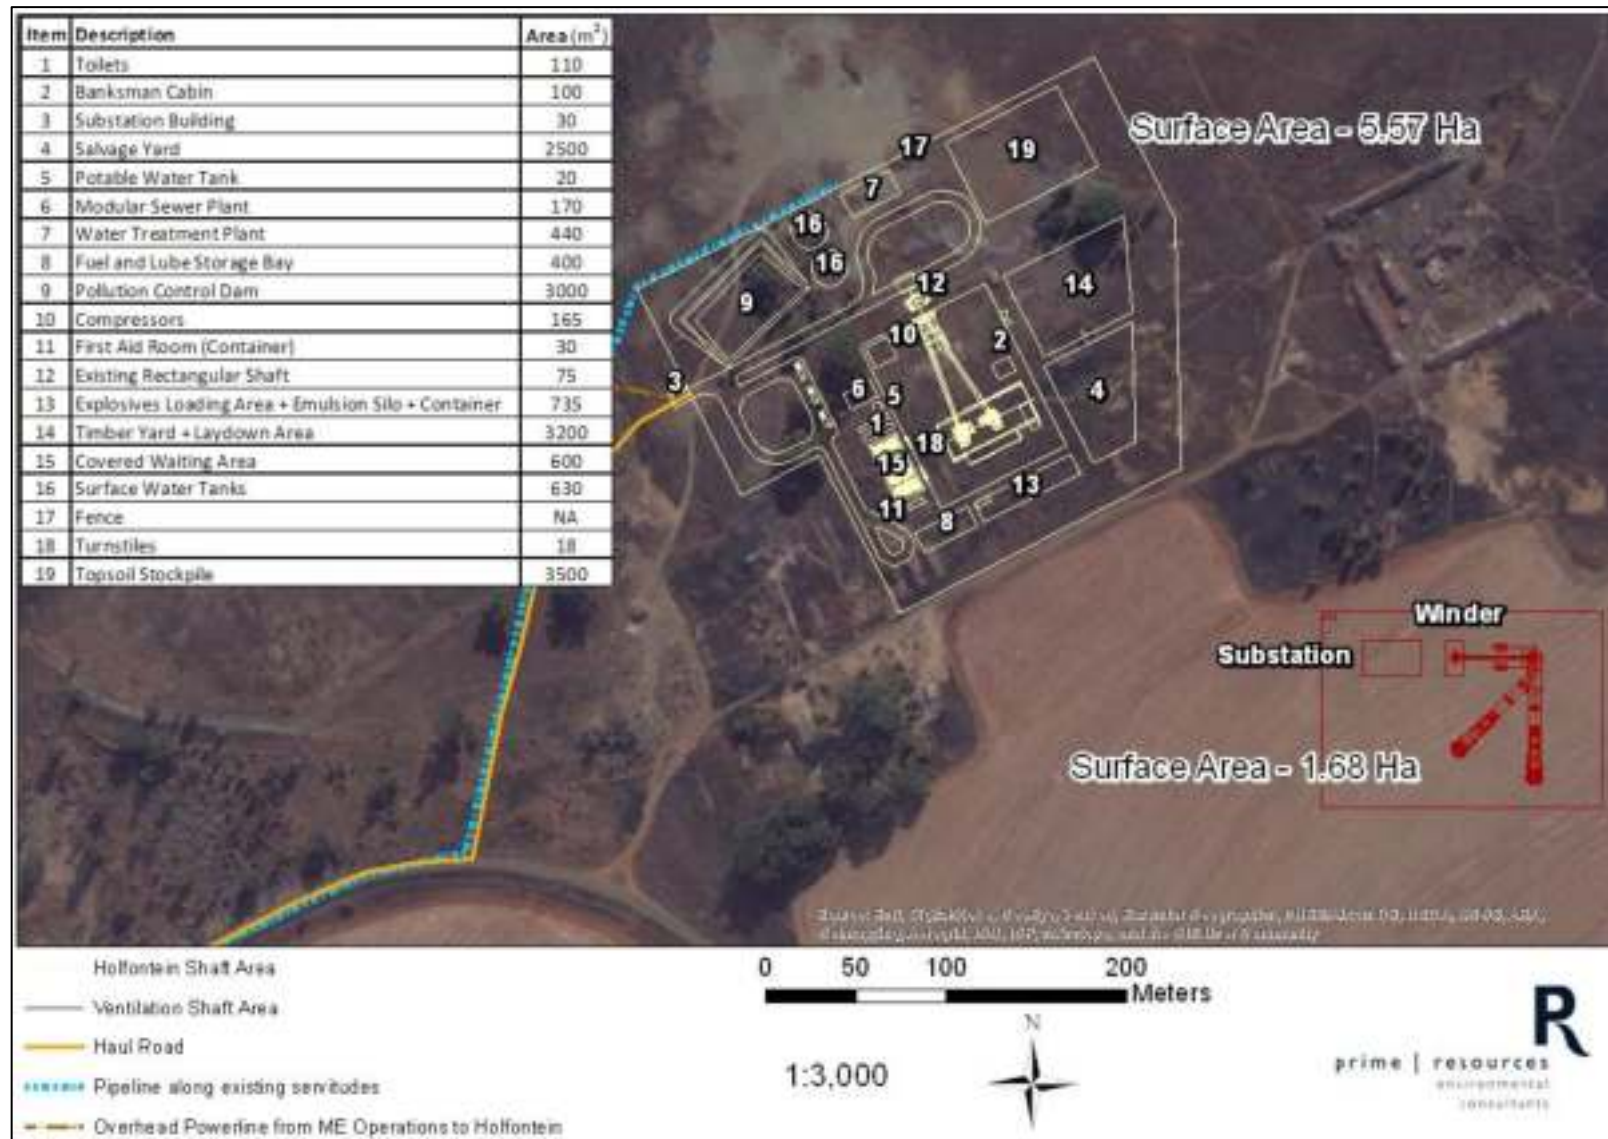 Item Description Area (m²)
1 Toilets 110
2 Banksman Cabin 100
3 Substation Building 30
4 Salvage Yard 2500
5 Potable Water Tank 20
6 Modular Sewer Plant 170
7 Water Treatment Plant 440
8 Fuel and Lube Storage Bay 400
9 Pollution Control Dam 3000
10 Compressors 165
11 First Aid Room (Container) 30
12 Existing Rectangular Shaft 75
13 Explosives Loading Area + Emulsion Silo + Container 735
14 Timber Yard + Laydown Area 3200
15 Covered Waiting Area 600
16 Surface Water Tanks 630
17 Fence NA
18 Turnstiles 18
19 Topsoil Stockpile 3500
Surface Area - 5.57 Ha
17
19
7
16
16
12
14
9
10
2
3
6
5
4
1
18
15
13
11
8
Winder
Substation
Surface Area - 1.68 Ha
Holfontein Shaft Area
Ventilation Shaft Area
Haul Road
Pipeline along existing servitudes
Overhead Powerline from ME Operations to Holfontein
0 50 100 200
Meters
N
1:3,000
R
prime | resources
environmental
consultants